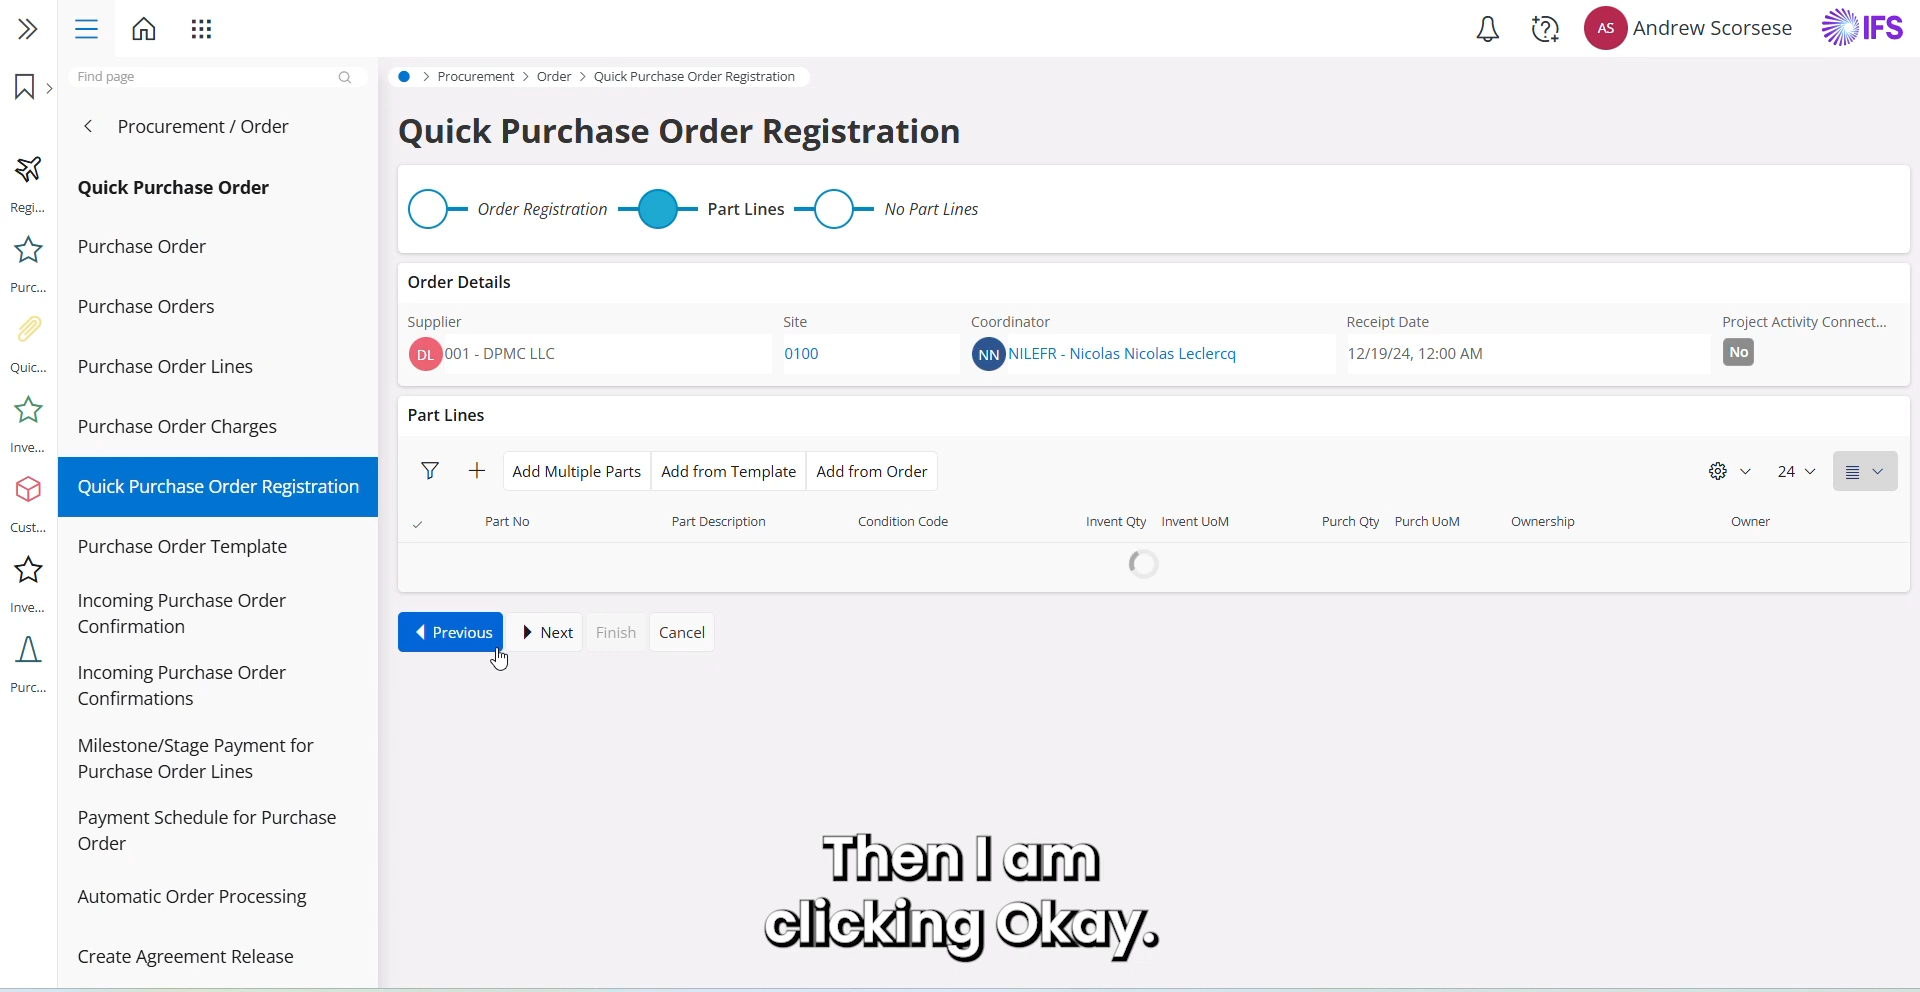 AS
Andrew Scorsese
IFS
Find page
Procurement
Order
Quick Purchase Order Registration
Procurement / Order
Quick Purchase Order
Purchase Order
Purchase Orders
Purchase Order Lines
Purchase Order Charges
Quick Purchase Order Registration
Purchase Order Template
Incoming Purchase Order
Confirmation
Incoming Purchase Order
Confirmations
Milestone/Stage Payment for
Purchase Order Lines
Payment Schedule for Purchase
Order
Automatic Order Processing
Create Agreement Release
Regi...
Purc...
Quic...
Inve...
Cust...
Inve...
Purc...
Quick Purchase Order Registration
Order Registration
Part Lines
No Part Lines
Order Details
Supplier
Site
Coordinator
Receipt Date
Project Activity Connect...
DL
001 - DPMC LLC
0100
NN
NILEFR - Nicolas Nicolas Leclercq
12/19/24, 12:00 AM
No
Part Lines
Add Multiple Parts
Add from Template
Add from Order
24
Part No
Part Description
Condition Code
Invent Qty
Invent UoM
Purch Qty
Purch UoM
Ownership
Owner
Previous
Next
Finish
Cancel
Then I am
clicking Okay.